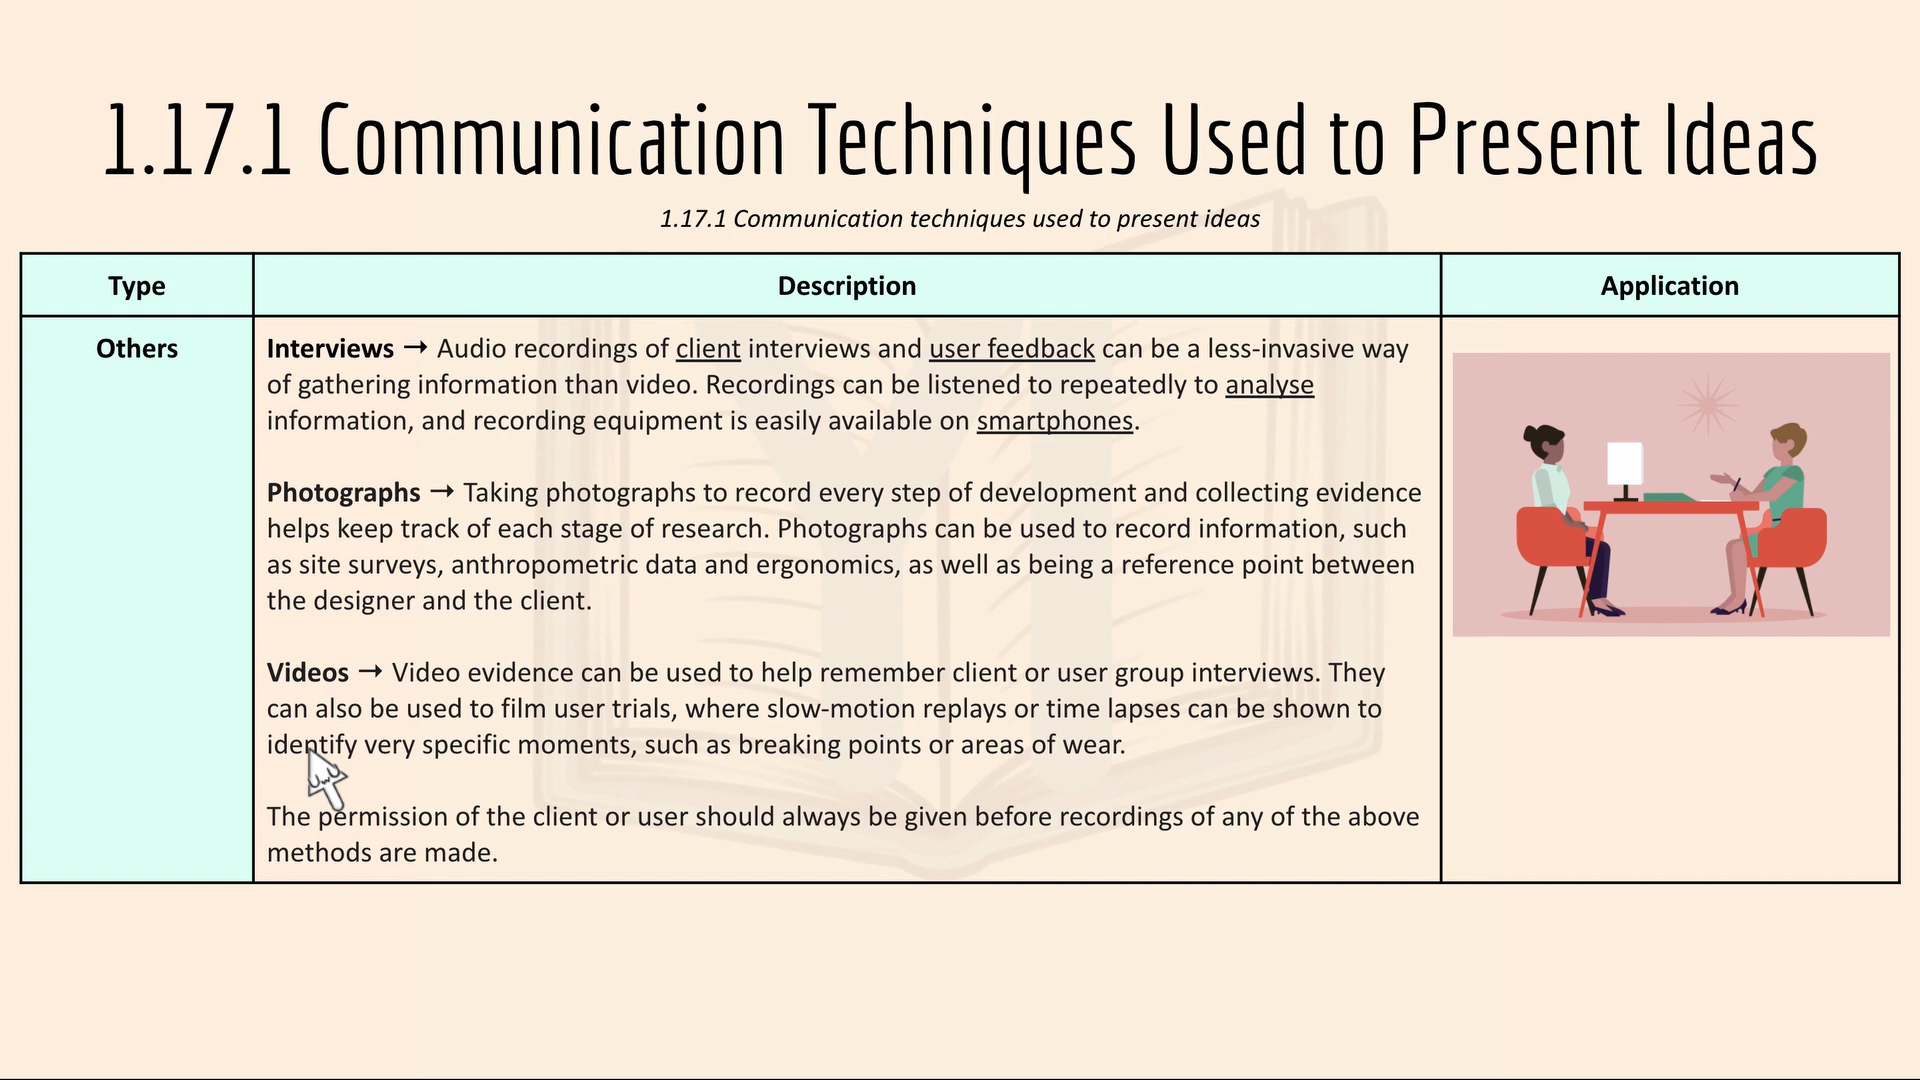 1.17.1 Communication Techniques Used to Present Ideas
1.17.1 Communication techniques used to present ideas
Type
Description
Application
Others
Interviews → Audio recordings of client interviews and user feedback can be a less-invasive way
of gathering information than video. Recordings can be listened to repeatedly to analyse
information, and recording equipment is easily available on smartphones.
Photographs → Taking photographs to record every step of development and collecting evidence
helps keep track of each stage of research. Photographs can be used to record information, such
as site surveys, anthropometric data and ergonomics, as well as being a reference point between
the designer and the client.
Videos → Video evidence can be used to help remember client or user group interviews. They
can also be used to film user trials, where slow-motion replays or time lapses can be shown to
identify very specific moments, such as breaking points or areas of wear.
The permission of the client or user should always be given before recordings of any of the above
methods are made.